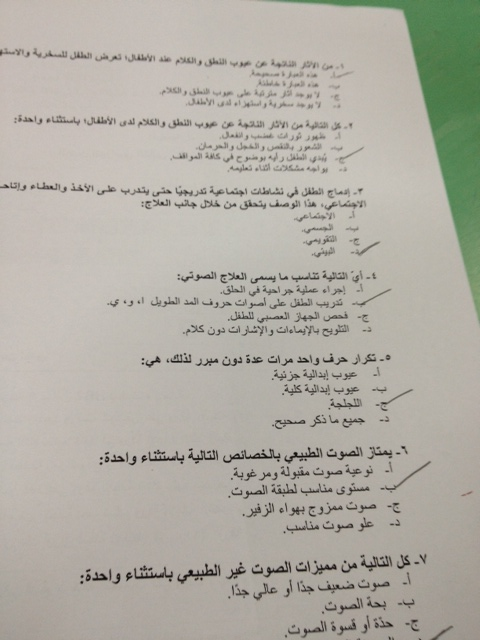 ١- من الآثار الناتجة عن عيوب النطق والكلام عند الأطفال؛ تعرض الطفل للسخرية
أ- هذه العبارة صحيحة.
ب- هذه العبارة خاطئة.
ج- لا يوجد آثار مترتبة على عيوب النطق والكلام.
د- لا يوجد سخرية واستهزاء لدى الأطفال.
٢- كل التالية من الآثار الناتجة عن عيوب النطق والكلام لدى الأطفال؛ باستثناء واحدة:
أ- ظهور ثورات غضب وانفعال.
ب- الشعور بالنقص والخجل والحرمان.
ج- يُبدي الطفل رأيه بوضوح في كافة المواقف.
د- يواجه مشكلات أثناء تعليمه.
٣- إدماج الطفل في نشاطات اجتماعية تدريجيًا حتى يتدرب على الأخذ والعطاء
الاجتماعي، هذا الوصف يتحقق من خلال جانب العلاج:
أ- الاجتماعي.
ب- الجسمي.
ج- التقويمي.
د- البيئي.
٤- أيّ التالية تتناسب ما يسمى العلاج الصوتي:
أ- إجراء عملية جراحية في الحلق.
ب- تدريب الطفل على أصوات حروف المد الطويل ا، و، ي.
ج- فحص الجهاز العصبي للطفل.
د- التلويح بالإيماءات والإشارات دون كلام.
٥- تكرار حرف واحد مرات عدة دون مبرر لذلك، هي:
أ- عيوب إبدالية جزئية.
ب- عيوب إبدالية كلية.
ج- اللجلجة.
د- جميع ما ذكر صحيح.
٦- يمتاز الصوت الطبيعي بالخصائص التالية باستثناء واحدة:
أ- نوعية صوت مقبولة ومرغوبة.
ب- مستوى مناسب لطبقة الصوت.
ج- صوت ممزوج بهواء الزفير.
د- علو صوت مناسب.
٧- كل التالية من مميزات الصوت غير الطبيعي باستثناء واحدة:
أ- صوت ضعيف جدًا أو عالي جدًا.
ب- بحة الصوت.
ج- حدّة أو قسوة الصوت.